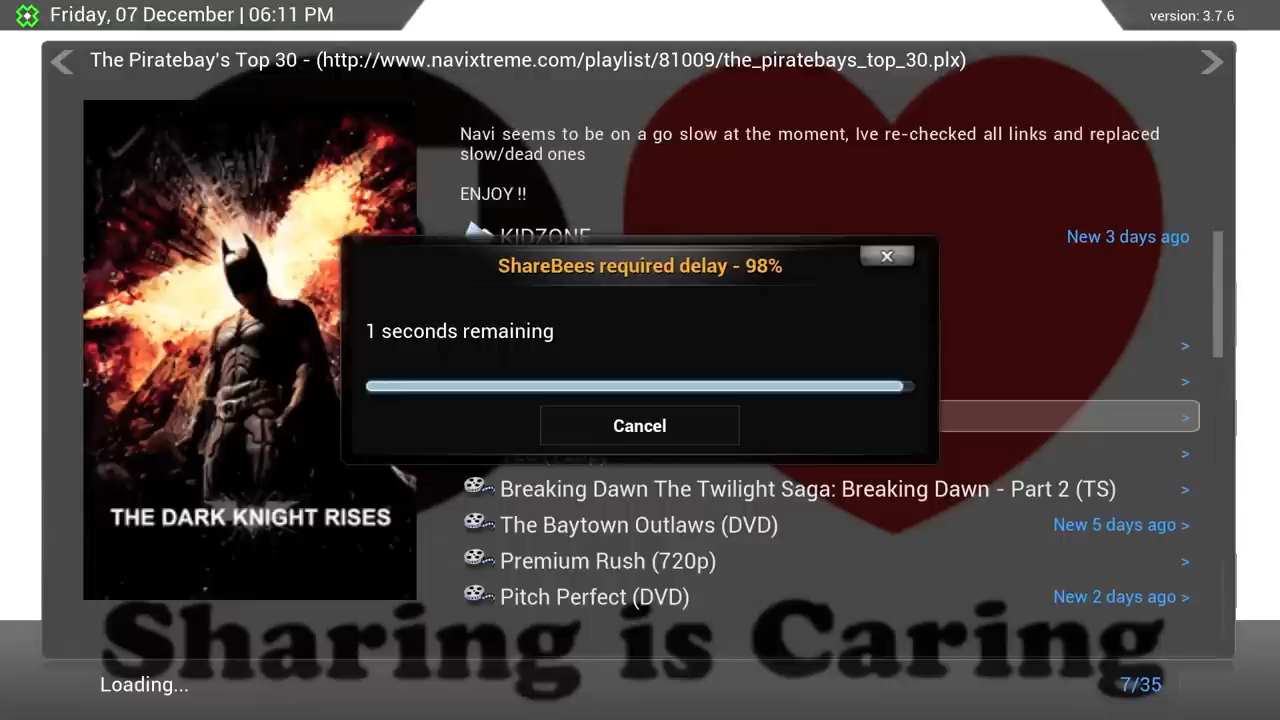 Friday, 07 December | 06:11 PM
version: 3.7.6
The Piratebay's Top 30 - (http://www.navixtreme.com/playlist/81009/the_piratebays_top_30.plx)
Navi seems to be on a go slow at the moment, Ive re-checked all links and replaced
slow/dead ones
ENJOY !!
KIDZONE
New 3 days ago
ShareBees required delay - 98%
1 seconds remaining
>
>
>
Cancel
>
THE DARK KNIGHT RISES
Breaking Dawn The Twilight Saga: Breaking Dawn - Part 2 (TS) >
The Baytown Outlaws (DVD) New 5 days ago >
Premium Rush (720p) >
Pitch Perfect (DVD) New 2 days ago >
Sharing is Caring
Loading... 7/35